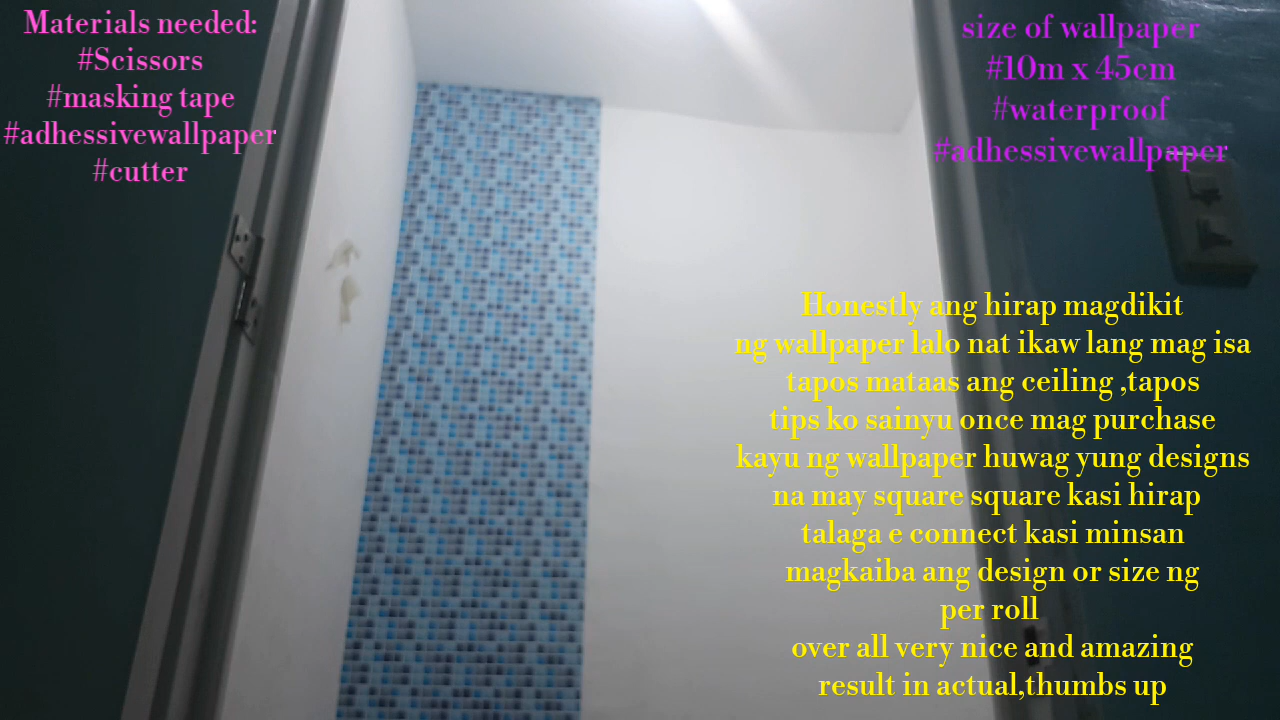 Materials needed:
#Scissors
#masking tape
#adhessivewallpaper
#cutter
size of wallpaper
#10m x 45cm
#waterproof
#adhessivewallpaper
Honestly ang hirap magdikit
ng wallpaper lalo nat ikaw lang mag isa
tapos mataas ang ceiling ,tapos
tips ko sainyu once mag purchase
kayu ng wallpaper huwag yung designs
na may square square kasi hirap
talaga e connect kasi minsan
magkaiba ang design or size ng
per roll
over all very nice and amazing
result in actual,thumbs up